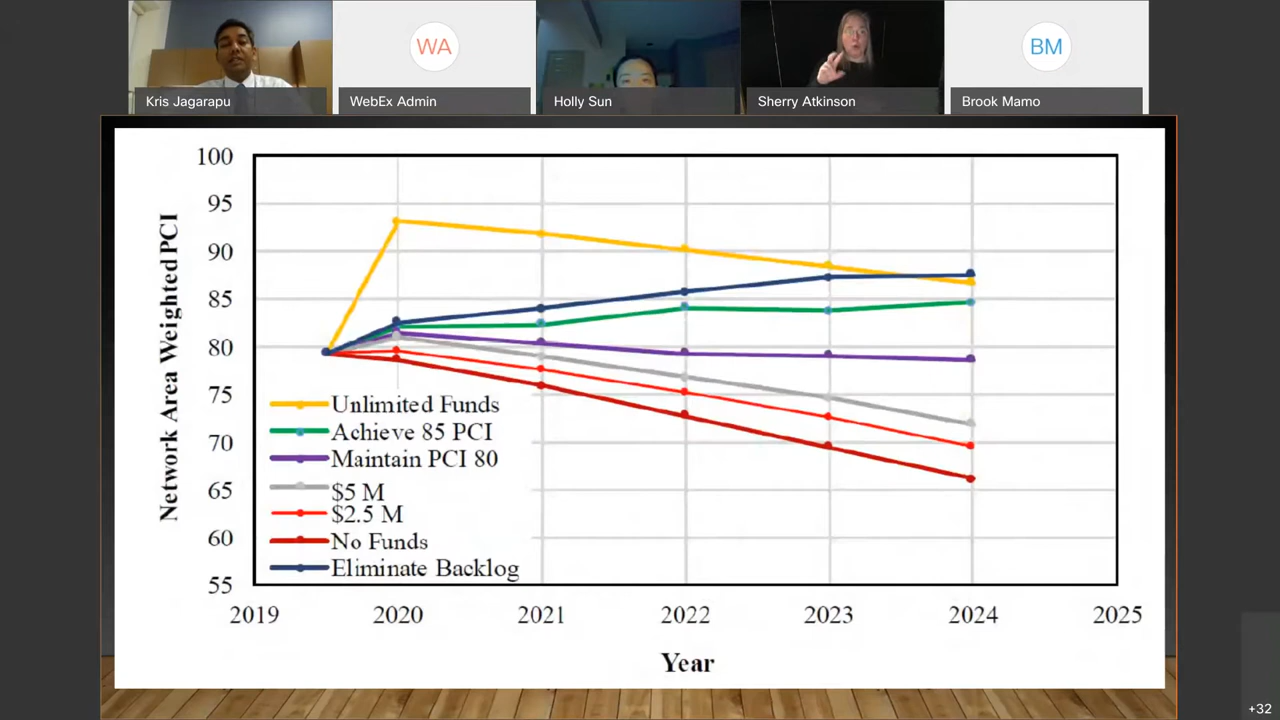 WA
BM
Kris Jagarapu
WebEx Admin
Holly Sun
Sherry Atkinson
Brook Mamo
100
95
90
85
80
75
70
65
60
55
Network Area Weighted PCI
Unlimited Funds
Achieve 85 PCI
Maintain PCI 80
$5 M
$2.5 M
No Funds
Eliminate Backlog
2019 2020 2021 2022 2023 2024 2025
Year
+32